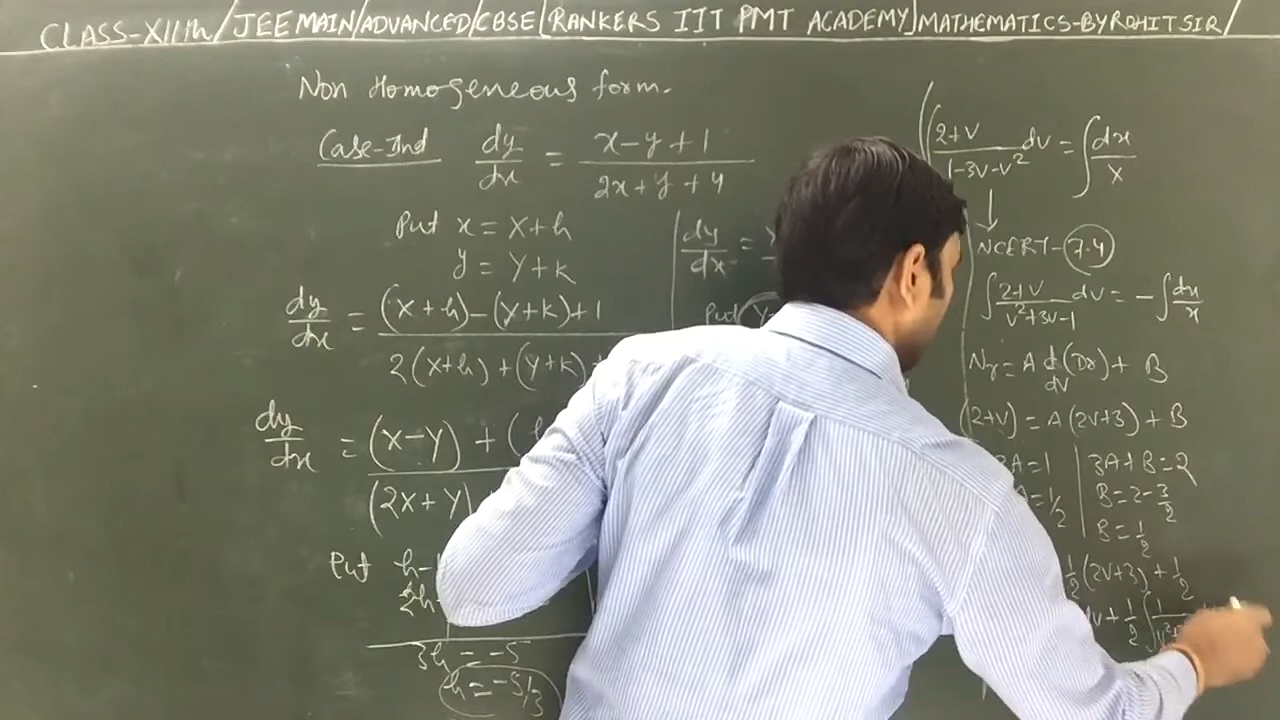 CLASS-XIIth/JEE MAIN/ADVANCED/CBSE/RANKERS IIT PMT ACADEMY/MATHEMATICS-BY ROHIT SIR/
Non Homogeneous form.
Case-IInd dy/dx = (x-y+1)/(2x+y+4)
Put x = X+h
y = Y+k
dy/dx = ((X+h)-(Y+k)+1)/(2(X+h)+(Y+k)
dy/dx = (X-Y)+(/(2X+Y)
Put h-
2h
3h = -5
h = -5/3
dy/dx =
Put Y
∫(2+v)/(1-3v-v²) dv = ∫dx/x
↓
NCERT-7.4
∫(2+v)/(v²+3v-1) dv = -∫dx/x
Nr = A d/dv(Dr) + B
(2+v) = A(2v+3) + B
2A=1 | 3A+B=2
A=1/2 | B=2-3/2
B=1/2
1/2(2v+3)+1/2
dv+1/2∫1/